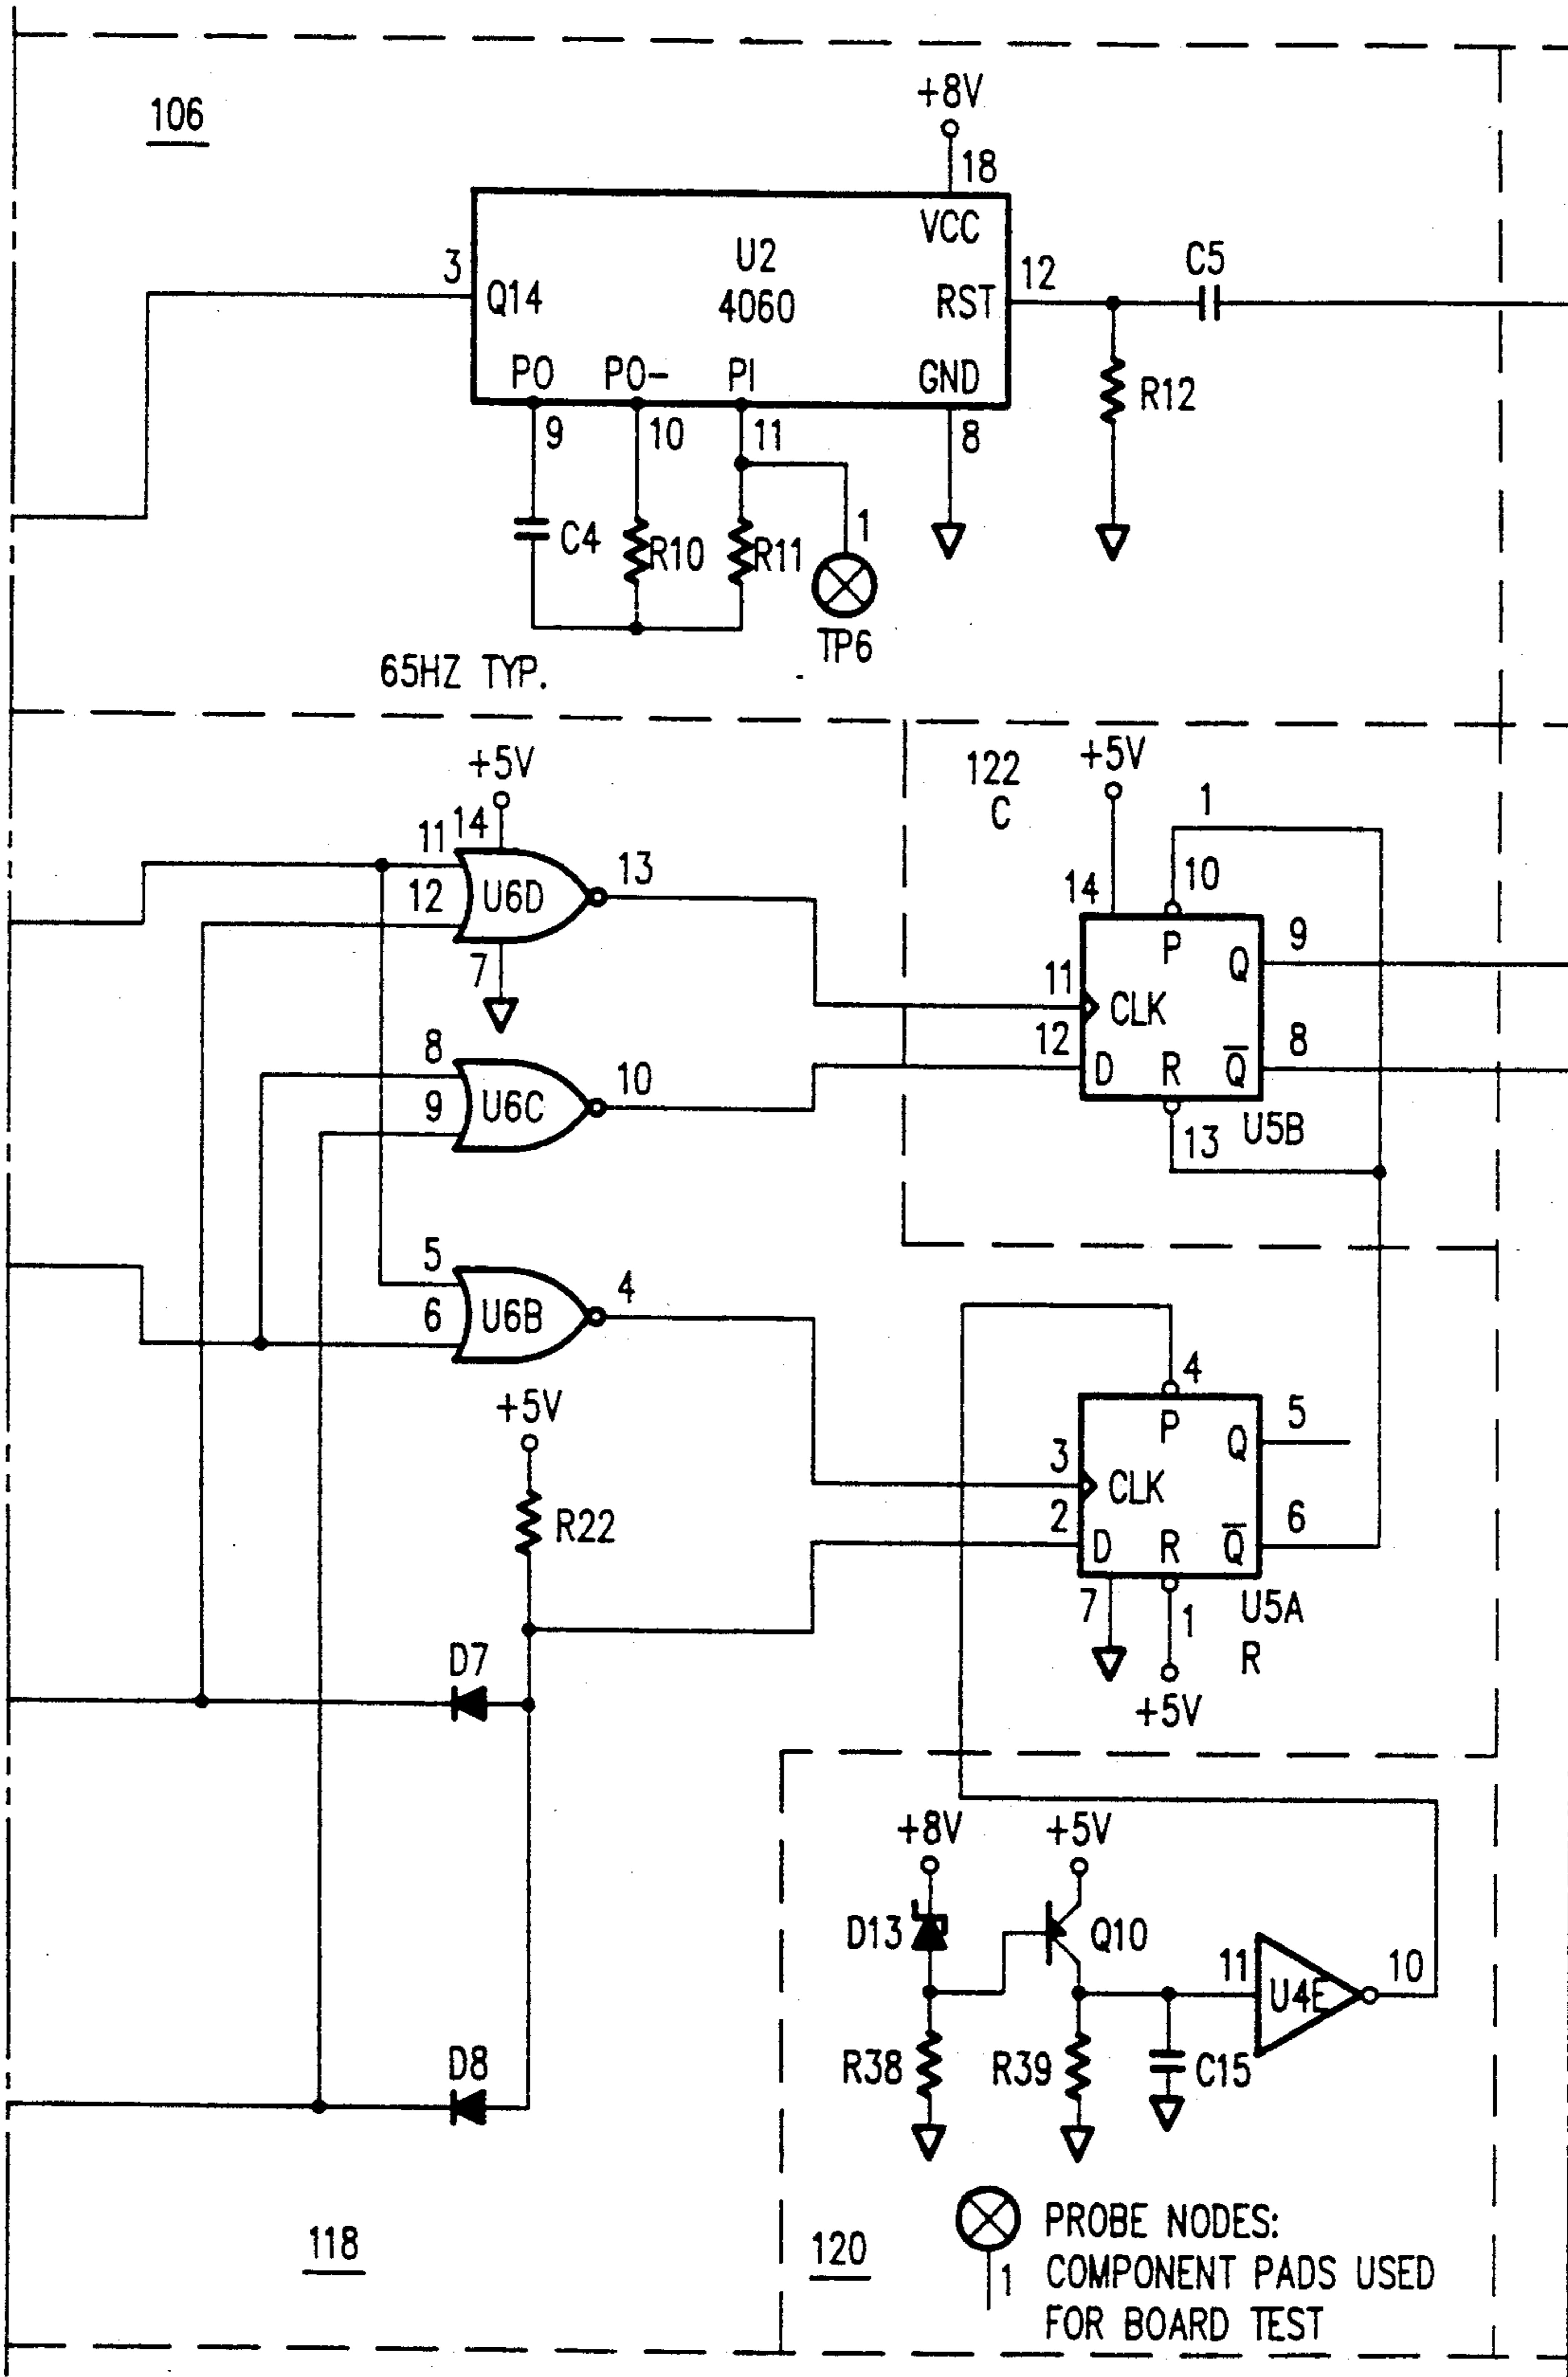 106
+8V
18
VCC
U2
4060
3
Q14
12
RST
C5
PO
PO-
PI
GND
R12
9
10
11
8
C4
R10
R11
1
TP6
65HZ TYP.
+5V
122
C
+5V
1
11
14
12
U6D
13
14
10
P
Q
9
7
11
CLK
12
D
R
Q̅
8
13
U5B
8
9
U6C
10
5
6
U6B
4
4
P
Q
5
+5V
3
CLK
2
D
R
Q̅
6
R22
7
1
U5A
R
+5V
D7
+8V
+5V
D13
Q10
11
U4E
10
R38
R39
C15
D8
118
120
1
PROBE NODES:
COMPONENT PADS USED
FOR BOARD TEST